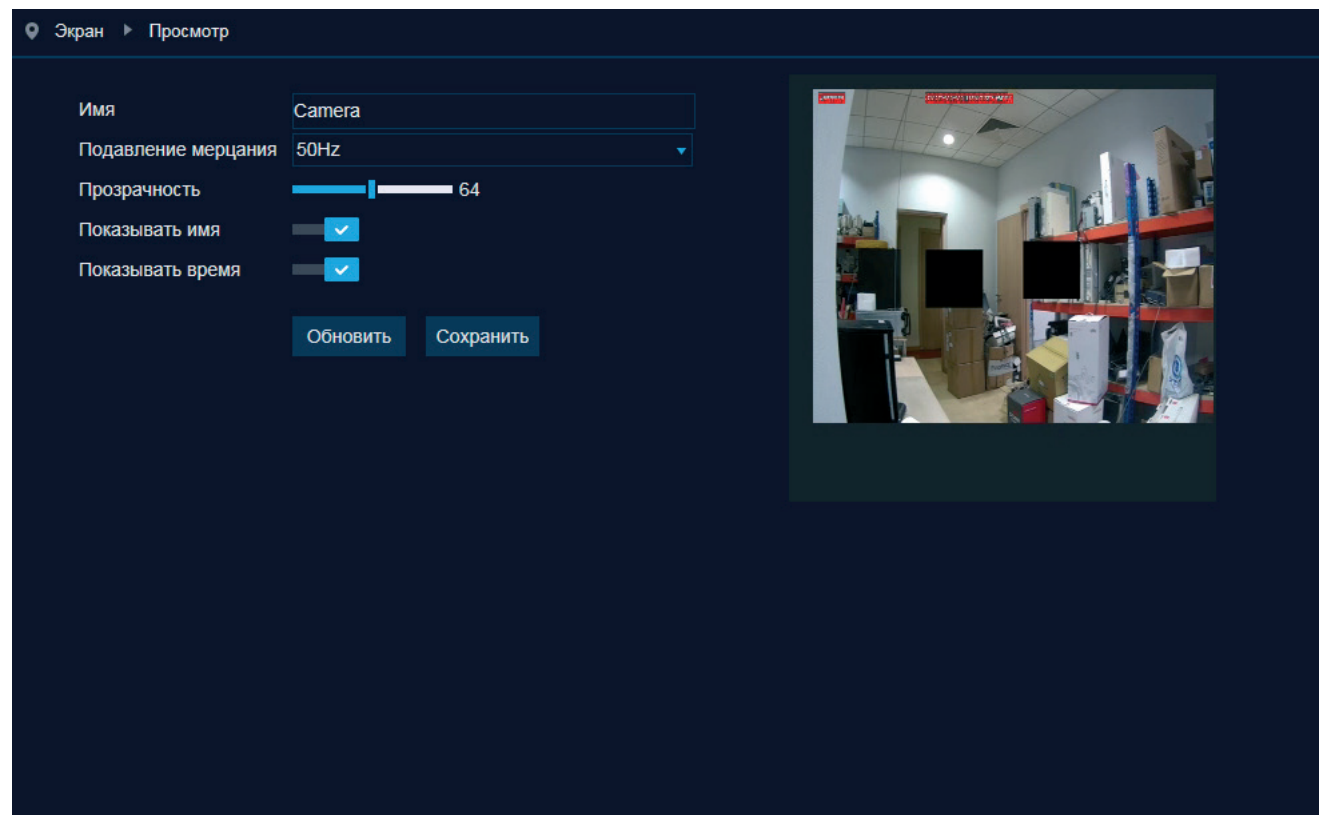 Экран Просмотр
Имя Camera
Подавление мерцания 50Hz
Прозрачность 64
Показывать имя
Показывать время
Обновить Сохранить